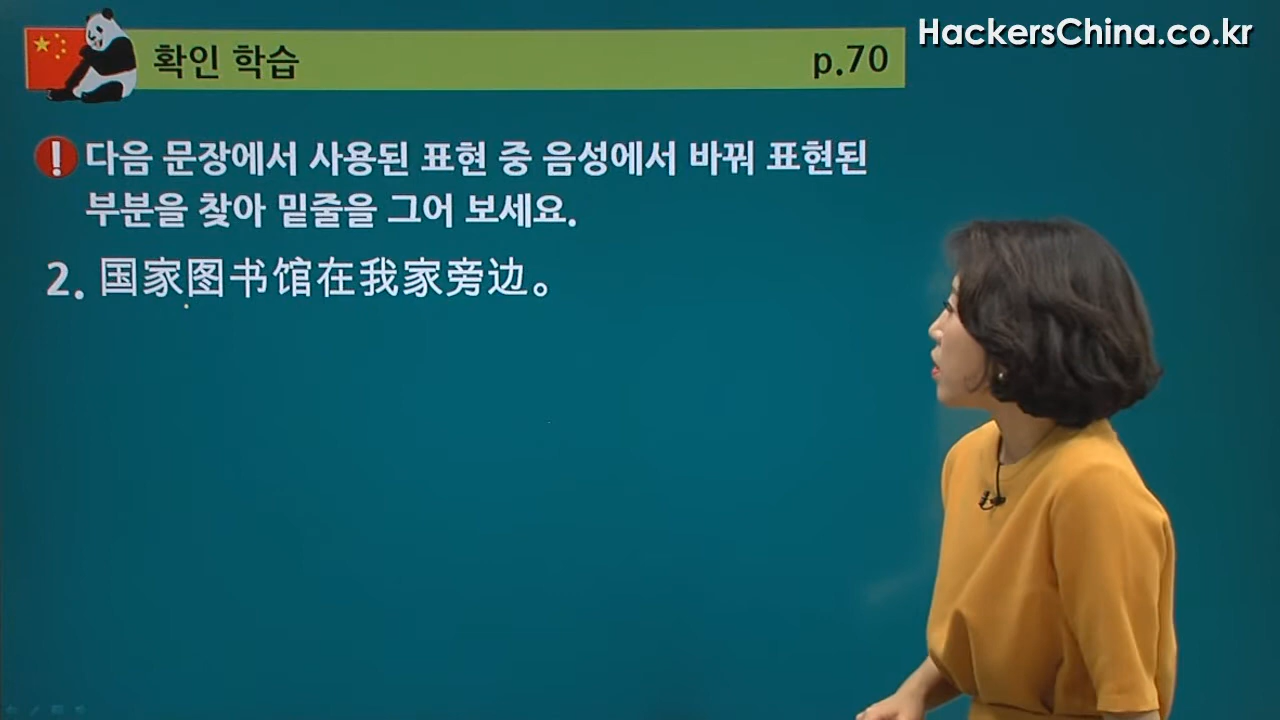 HackersChina.co.kr
확인 학습 p.70
! 다음 문장에서 사용된 표현 중 음성에서 바꿔 표현된
부분을 찾아 밑줄을 그어 보세요.
2. 国家图书馆在我家旁边。